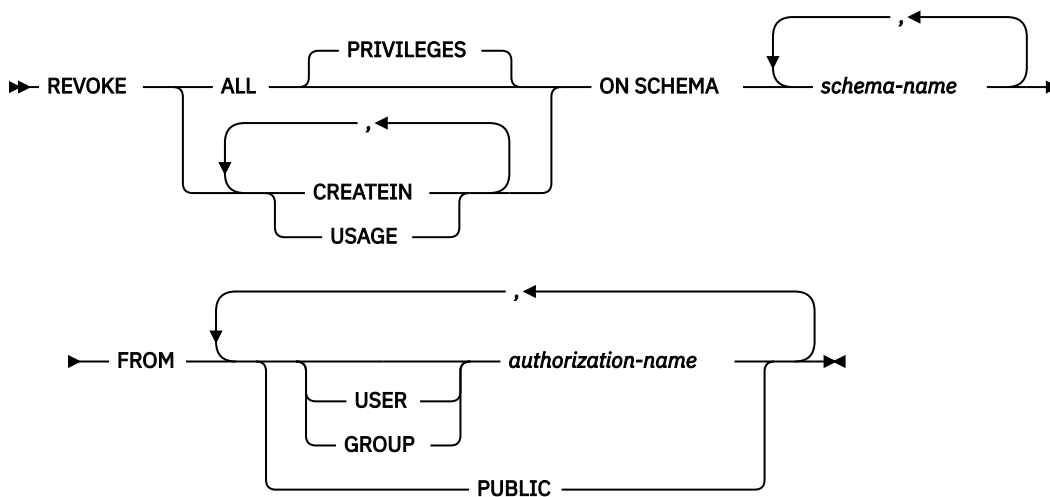 ,
PRIVILEGES
REVOKE ALL ON SCHEMA schema-name
,
CREATEIN
USAGE
,
FROM authorization-name
USER
GROUP
PUBLIC